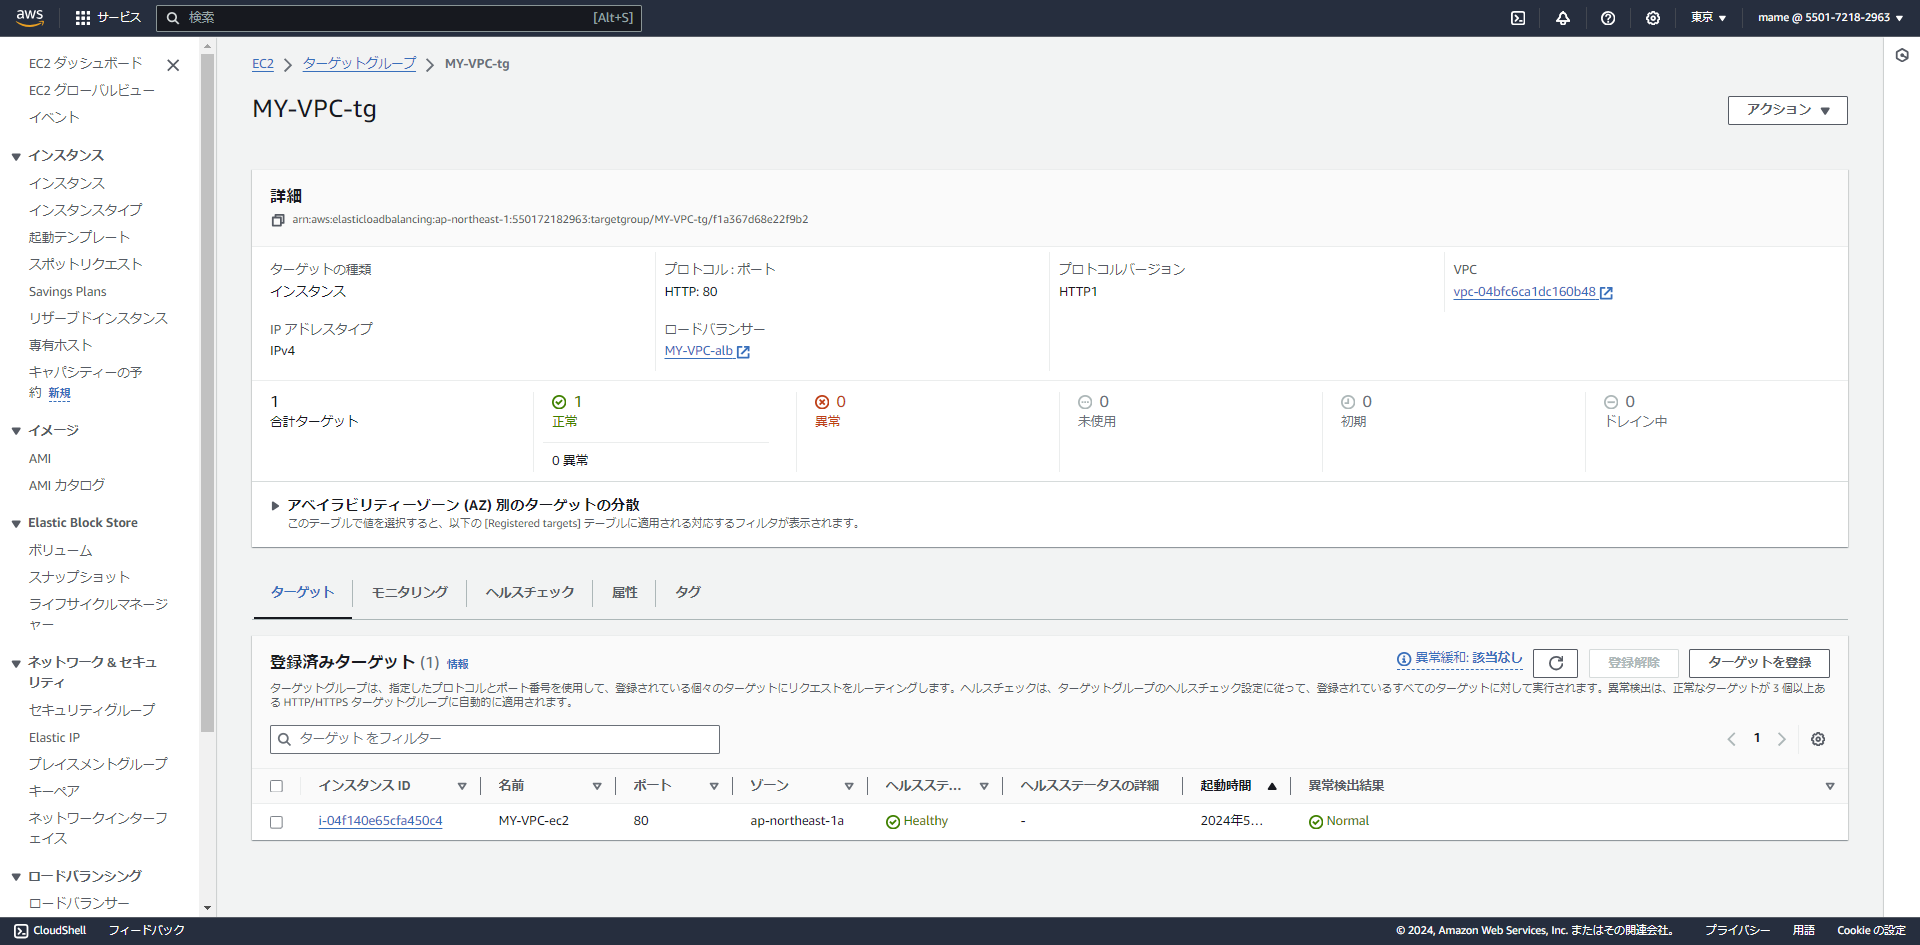 aws
サービス
検索
[Alt+S]
東京
mame @ 5501-7218-2963
EC2 ダッシュボード
EC2 グローバルビュー
イベント
インスタンス
インスタンス
インスタンスタイプ
起動テンプレート
スポットリクエスト
Savings Plans
リザーブドインスタンス
専有ホスト
キャパシティーの予
約 新規
イメージ
AMI
AMI カタログ
Elastic Block Store
ボリューム
スナップショット
ライフサイクルマネージ
ャー
ネットワーク & セキュ
リティ
セキュリティグループ
Elastic IP
プレイスメントグループ
キーペア
ネットワークインターフ
ェイス
ロードバランシング
ロードバランサー
EC2
ターゲットグループ
MY-VPC-tg
MY-VPC-tg
アクション
詳細
arn:aws:elasticloadbalancing:ap-northeast-1:550172182963:targetgroup/MY-VPC-tg/f1a367d68e22f9b2
ターゲットの種類
インスタンス
プロトコル : ポート
HTTP: 80
プロトコルバージョン
HTTP1
VPC
vpc-04bfc6ca1dc160b48
IP アドレスタイプ
IPv4
ロードバランサー
MY-VPC-alb
1
合計ターゲット
1
正常
0 異常
0
異常
0
未使用
0
初期
0
ドレイン中
アベイラビリティーゾーン (AZ) 別のターゲットの分散
このテーブルで値を選択すると、以下の [Registered targets] テーブルに適用される対応するフィルタが表示されます。
ターゲット
モニタリング
ヘルスチェック
属性
タグ
登録済みターゲット (1) 情報
異常緩和: 該当なし
登録解除
ターゲットを登録
ターゲットグループは、指定したプロトコルとポート番号を使用して、登録されている個々のターゲットにリクエストをルーティングします。ヘルスチェックは、ターゲットグループのヘルスチェック設定に従って、登録されているすべてのターゲットに対して実行されます。異常検出は、正常なターゲットが 3 個以上あ
る HTTP/HTTPS ターゲットグループに自動的に適用されます。
ターゲット をフィルター
1
インスタンス ID
名前
ポート
ゾーン
ヘルスステ...
ヘルスステータスの詳細
起動時間
異常検出結果
i-04f140e65cfa450c4
MY-VPC-ec2
80
ap-northeast-1a
Healthy
-
2024年5...
Normal
CloudShell
フィードバック
© 2024, Amazon Web Services, Inc. またはその関連会社。
プライバシー
用語
Cookie の設定